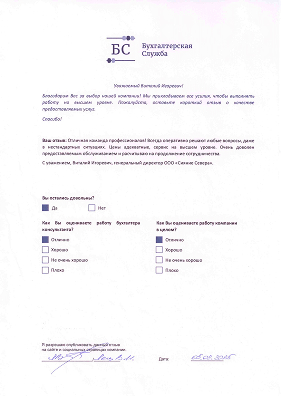 БС
Бухгалтерская
Служба
Уважаемый Виталий Игоревич!
Благодарим Вас за выбор нашей компании! Мы прикладываем все усилия, чтобы выполнять
работу на высшем уровне. Пожалуйста, оставьте короткий отзыв о качестве
предоставляемых услуг.
Спасибо!
Ваш отзыв: Отличная команда профессионалов! Всегда оперативно решают любые вопросы, даже
в нестандартных ситуациях. Цены адекватные, сервис на высшем уровне. Очень доволен
предоставляемым обслуживанием и рассчитываю на продолжение сотрудничества.
С уважением, Виталий Игоревич, генеральный директор ООО «Сияние Севера».
Вы остались довольны?
Да Нет
Как Вы оцениваете работу бухгалтера
консультанта?
Отлично
Хорошо
Не очень хорошо
Плохо
Как Вы оцениваете работу компании
в целом?
Отлично
Хорошо
Не очень хорошо
Плохо
Я разрешаю опубликовать данный отзыв
на сайте и социальных страницах компании.
Дата: